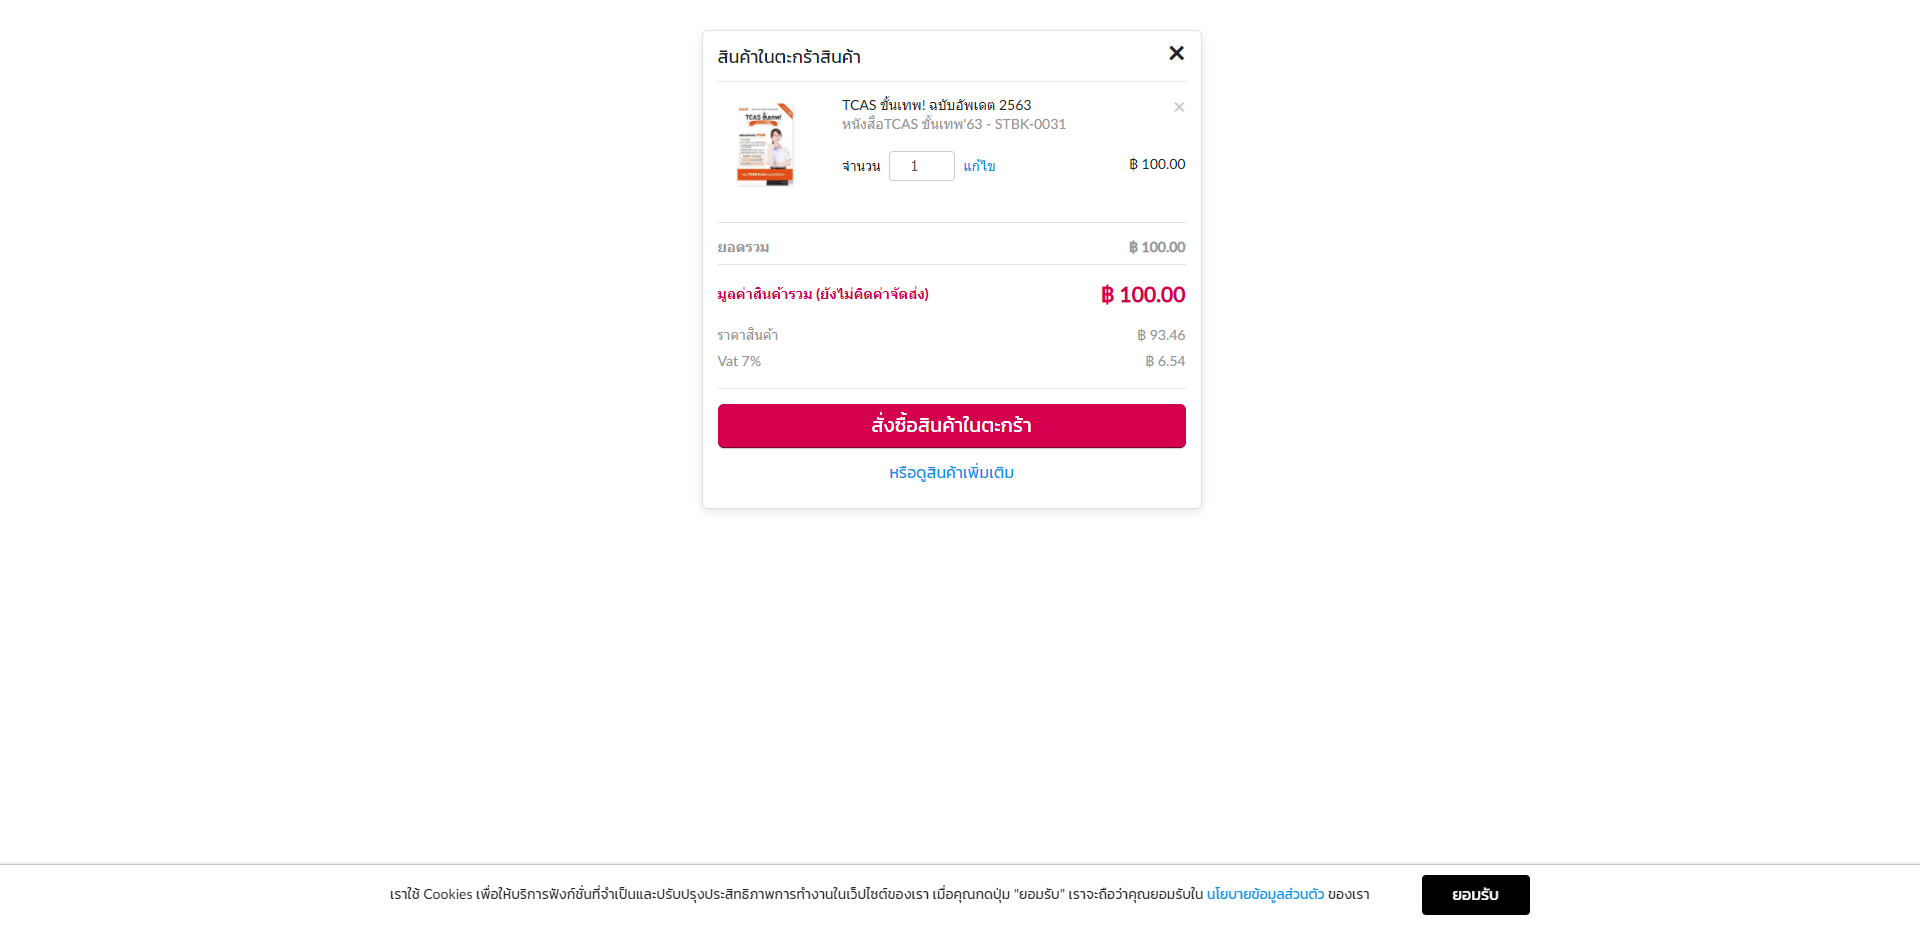 สินค้าในตะกร้าสินค้า
TCAS ขั้นเทพ! ฉบับอัพเดต 2563
หนังสือTCAS ขั้นเทพ'63 - STBK-0031
จำนวน 1 แก้ไข ฿ 100.00
TCAS ขั้นเทพ!
ยอดรวม ฿ 100.00
มูลค่าสินค้ารวม (ยังไม่คิดค่าจัดส่ง) ฿ 100.00
ราคาสินค้า ฿ 93.46
Vat 7% ฿ 6.54
สั่งซื้อสินค้าในตะกร้า
หรือดูสินค้าเพิ่มเติม
เราใช้ Cookies เพื่อให้บริการฟังก์ชั่นที่จำเป็นและปรับปรุงประสิทธิภาพการทำงานในเว็ปไซต์ของเรา เมื่อคุณกดปุ่ม "ยอมรับ" เราจะถือว่าคุณยอมรับใน นโยบายข้อมูลส่วนตัว ของเรา ยอมรับ